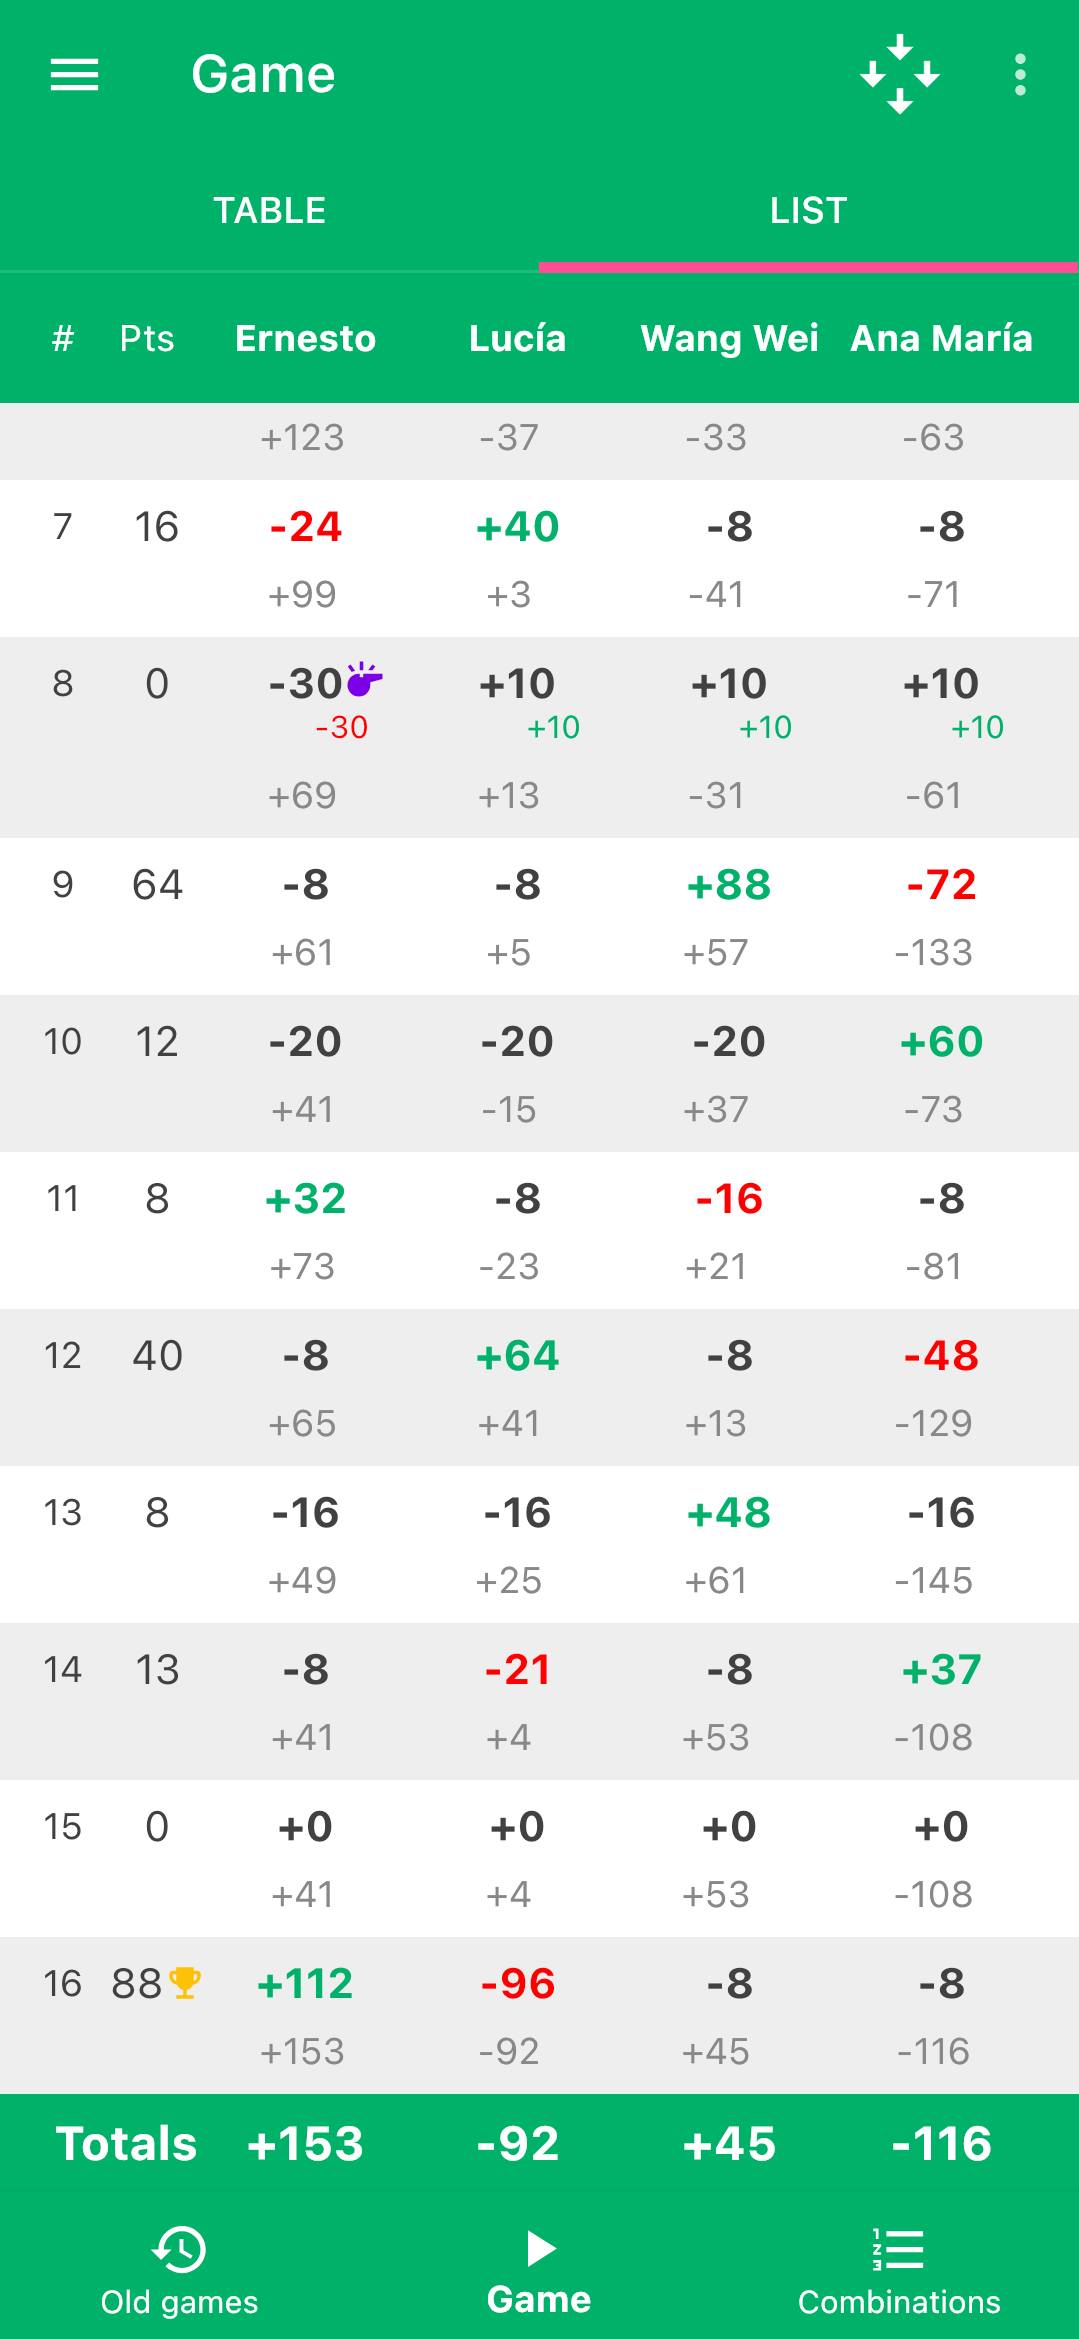 Game
TABLE LIST
# Pts Ernesto Lucía Wang Wei Ana María
+123 -37 -33 -63
7 16 -24 +40 -8 -8
+99 +3 -41 -71
8 0 -30 +10 +10 +10
-30 +10 +10 +10
+69 +13 -31 -61
9 64 -8 -8 +88 -72
+61 +5 +57 -133
10 12 -20 -20 -20 +60
+41 -15 +37 -73
11 8 +32 -8 -16 -8
+73 -23 +21 -81
12 40 -8 +64 -8 -48
+65 +41 +13 -129
13 8 -16 -16 +48 -16
+49 +25 +61 -145
14 13 -8 -21 -8 +37
+41 +4 +53 -108
15 0 +0 +0 +0 +0
+41 +4 +53 -108
16 88 +112 -96 -8 -8
+153 -92 +45 -116
Totals +153 -92 +45 -116
Old games Game Combinations